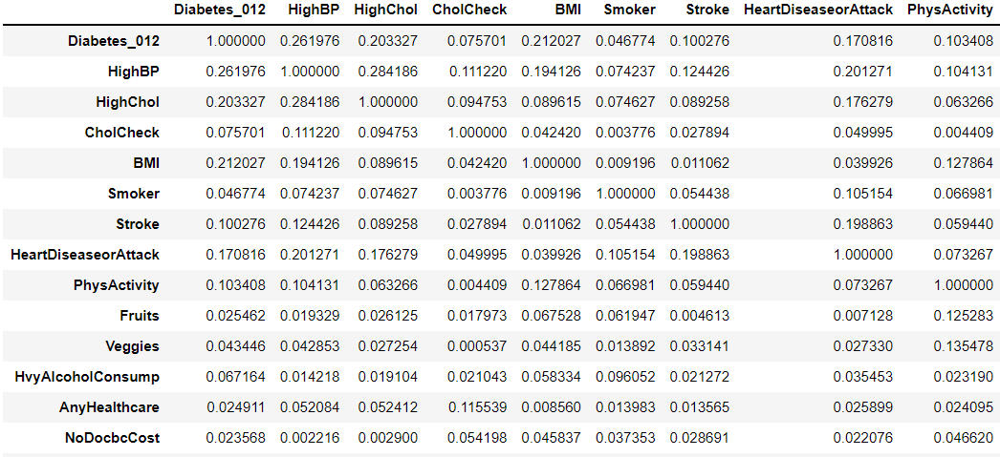 Diabetes_012 HighBP HighChol CholCheck BMI Smoker Stroke HeartDiseaseorAttack PhysActivity
Diabetes_012 1.000000 0.261976 0.203327 0.075701 0.212027 0.046774 0.100276 0.170816 0.103408
HighBP 0.261976 1.000000 0.284186 0.111220 0.194126 0.074237 0.124426 0.201271 0.104131
HighChol 0.203327 0.284186 1.000000 0.094753 0.089615 0.074627 0.089258 0.176279 0.063266
CholCheck 0.075701 0.111220 0.094753 1.000000 0.042420 0.003776 0.027894 0.049995 0.004409
BMI 0.212027 0.194126 0.089615 0.042420 1.000000 0.009196 0.011062 0.039926 0.127864
Smoker 0.046774 0.074237 0.074627 0.003776 0.009196 1.000000 0.054438 0.105154 0.066981
Stroke 0.100276 0.124426 0.089258 0.027894 0.011062 0.054438 1.000000 0.198863 0.059440
HeartDiseaseorAttack 0.170816 0.201271 0.176279 0.049995 0.039926 0.105154 0.198863 1.000000 0.073267
PhysActivity 0.103408 0.104131 0.063266 0.004409 0.127864 0.066981 0.059440 0.073267 1.000000
Fruits 0.025462 0.019329 0.026125 0.017973 0.067528 0.061947 0.004613 0.007128 0.125283
Veggies 0.043446 0.042853 0.027254 0.000537 0.044185 0.013892 0.033141 0.027330 0.135478
HvyAlcoholConsump 0.067164 0.014218 0.019104 0.021043 0.058334 0.096052 0.021272 0.035453 0.023190
AnyHealthcare 0.024911 0.052084 0.052412 0.115539 0.008560 0.013983 0.013565 0.025899 0.024095
NoDocbcCost 0.023568 0.002216 0.002900 0.054198 0.045837 0.037353 0.028691 0.022076 0.046620